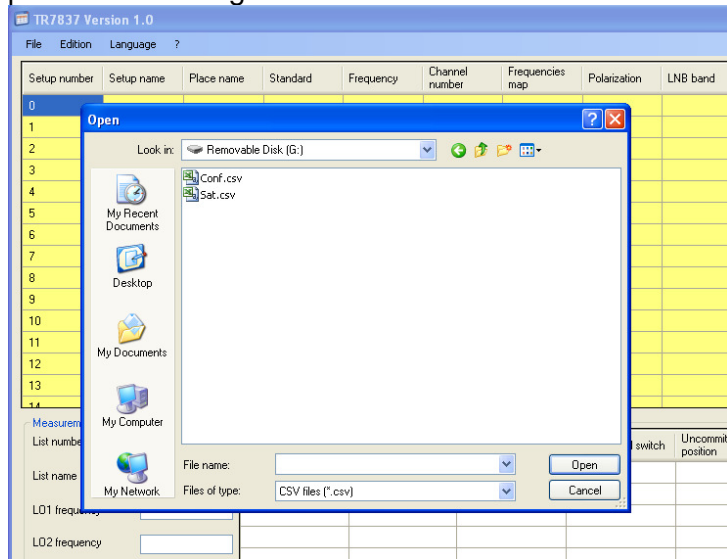 TR7837 Version 1.0
File Edition Language ?
Setup number Setup name Place name Standard Frequency Channel number Frequencies map Polarization LNB band
0
Open
1
Look in: Removable Disk (G:)
2
3
Conf.csv
4
Sat.csv
5
My Recent Documents
6
7
Desktop
8
9
10
My Documents
11
12
13
My Computer
14
List name
File name: Open
My Network Files of type: CSV files (*.csv) Cancel
switch
position
LO1
LO2 frequency